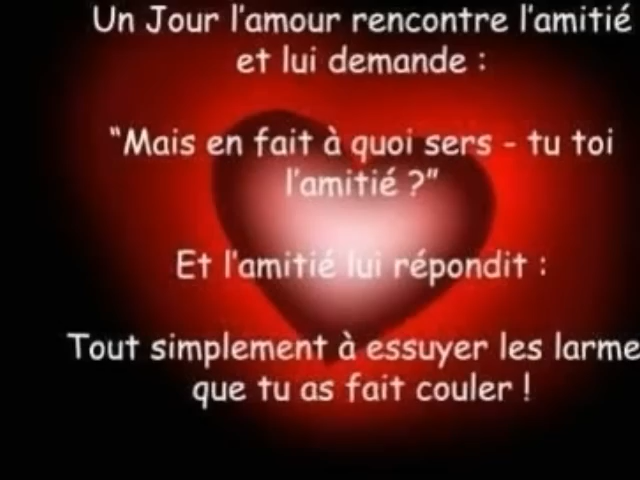 Un Jour l'amour rencontre l'amitié
et lui demande :
"Mais en fait à quoi sers - tu toi
l'amitié ?"
Et l'amitié lui répondit :
Tout simplement à essuyer les larme
que tu as fait couler !